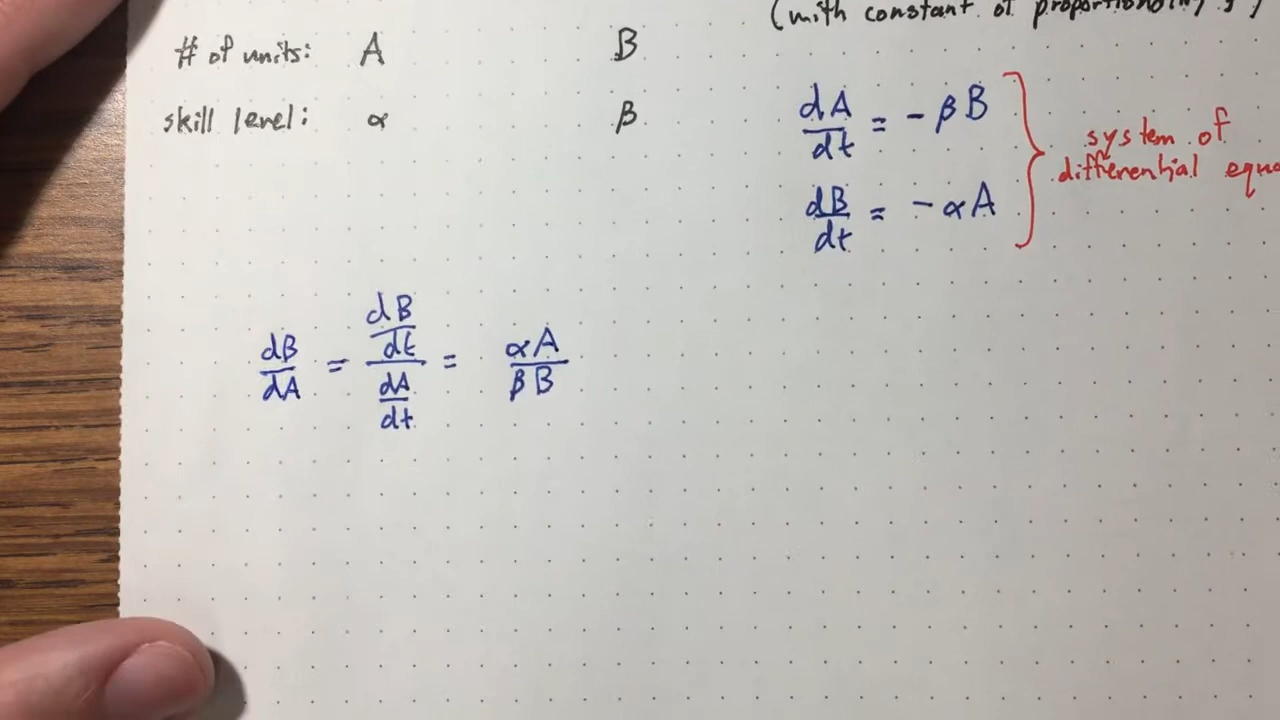 (with constant of proportionality
# of units: A B
skill level: α β
dA/dt = - βB
dB/dt = - αA
system of
differential
dB/dA = (dB/dt)/(dA/dt) = αA/βB